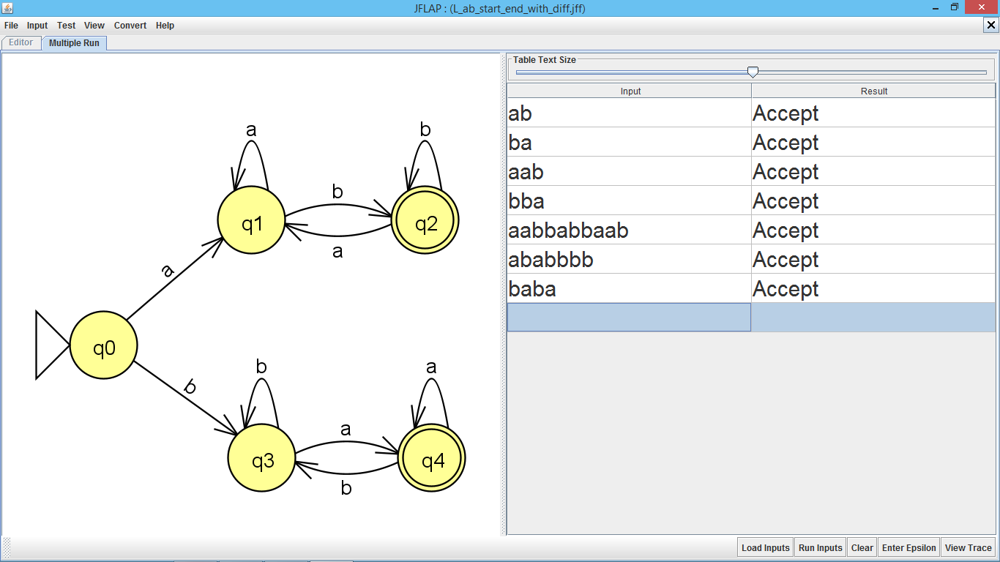 JFLAP : (L_ab_start_end_with_diff.jff)
File Input Test View Convert Help
Editor Multiple Run
a
b
b
q1
q2
a
a
q0
b
b
a
a
q3
q4
b
Table Text Size
Input Result
ab Accept
ba Accept
aab Accept
bba Accept
aabbabbaab Accept
ababbbb Accept
baba Accept
Load Inputs Run Inputs Clear Enter Epsilon View Trace